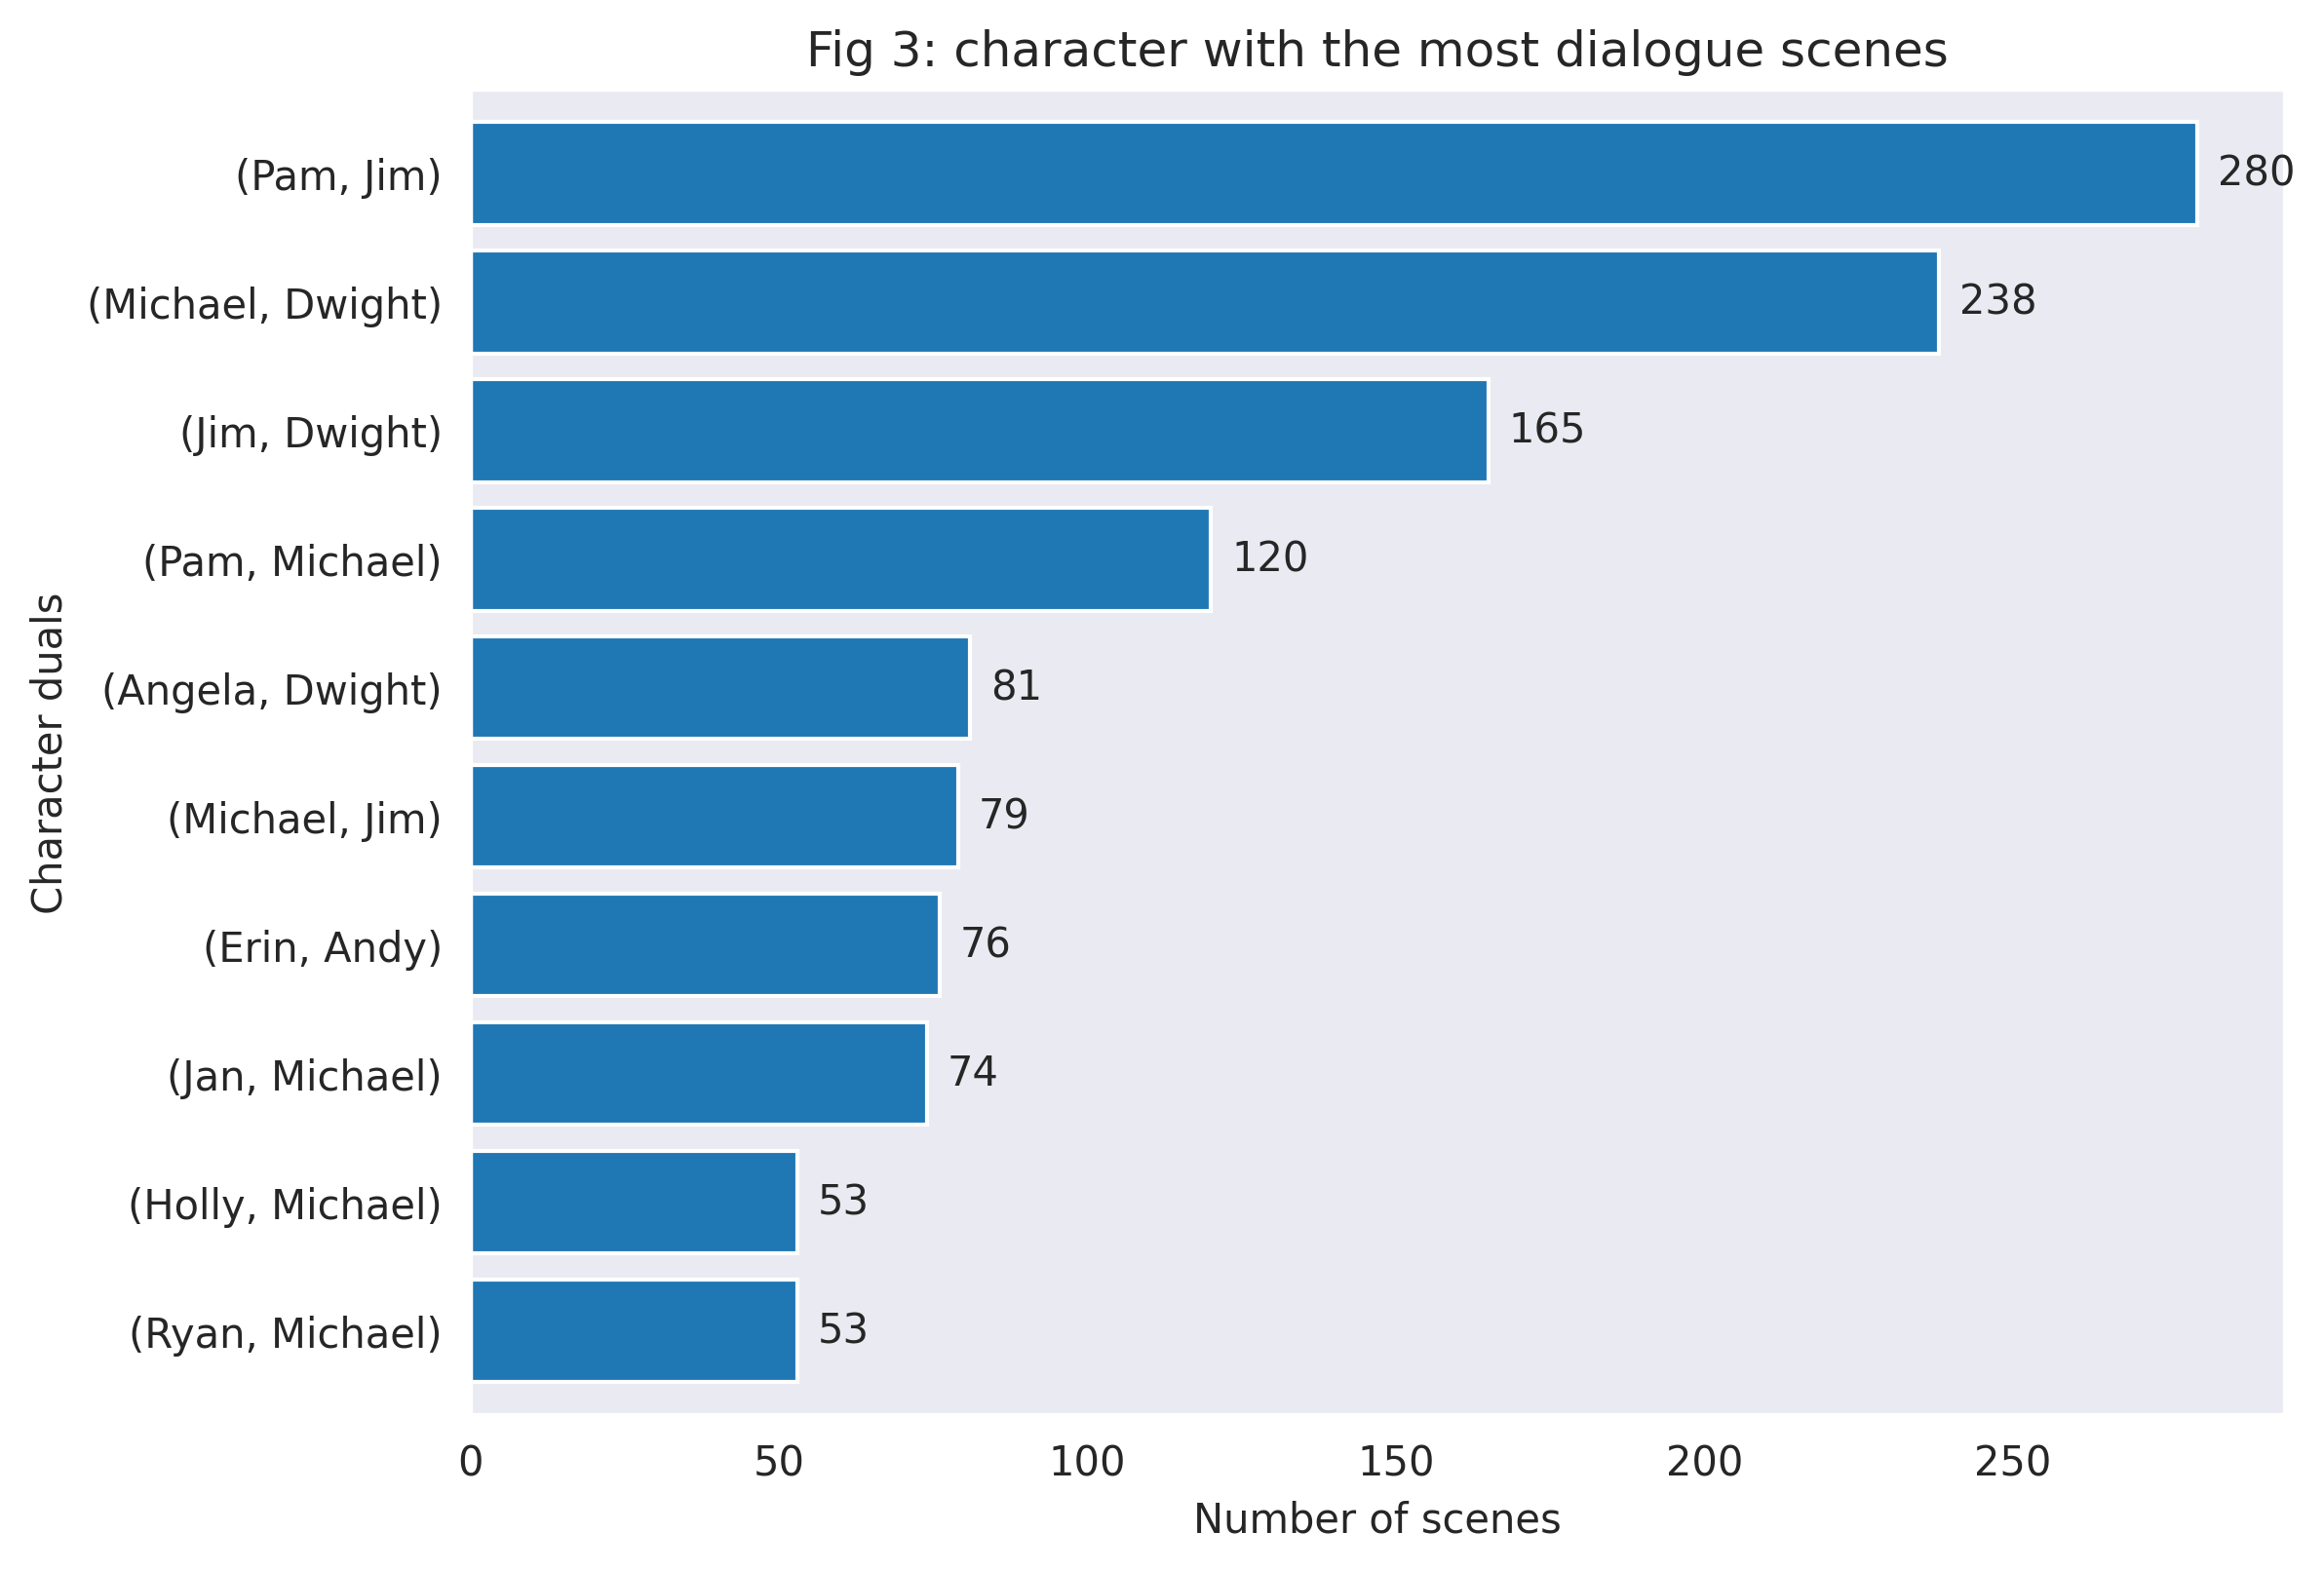 Fig 3: character with the most dialogue scenes
Character duals
(Pam, Jim) 280
(Michael, Dwight) 238
(Jim, Dwight) 165
(Pam, Michael) 120
(Angela, Dwight) 81
(Michael, Jim) 79
(Erin, Andy) 76
(Jan, Michael) 74
(Holly, Michael) 53
(Ryan, Michael) 53
0 50 100 150 200 250
Number of scenes